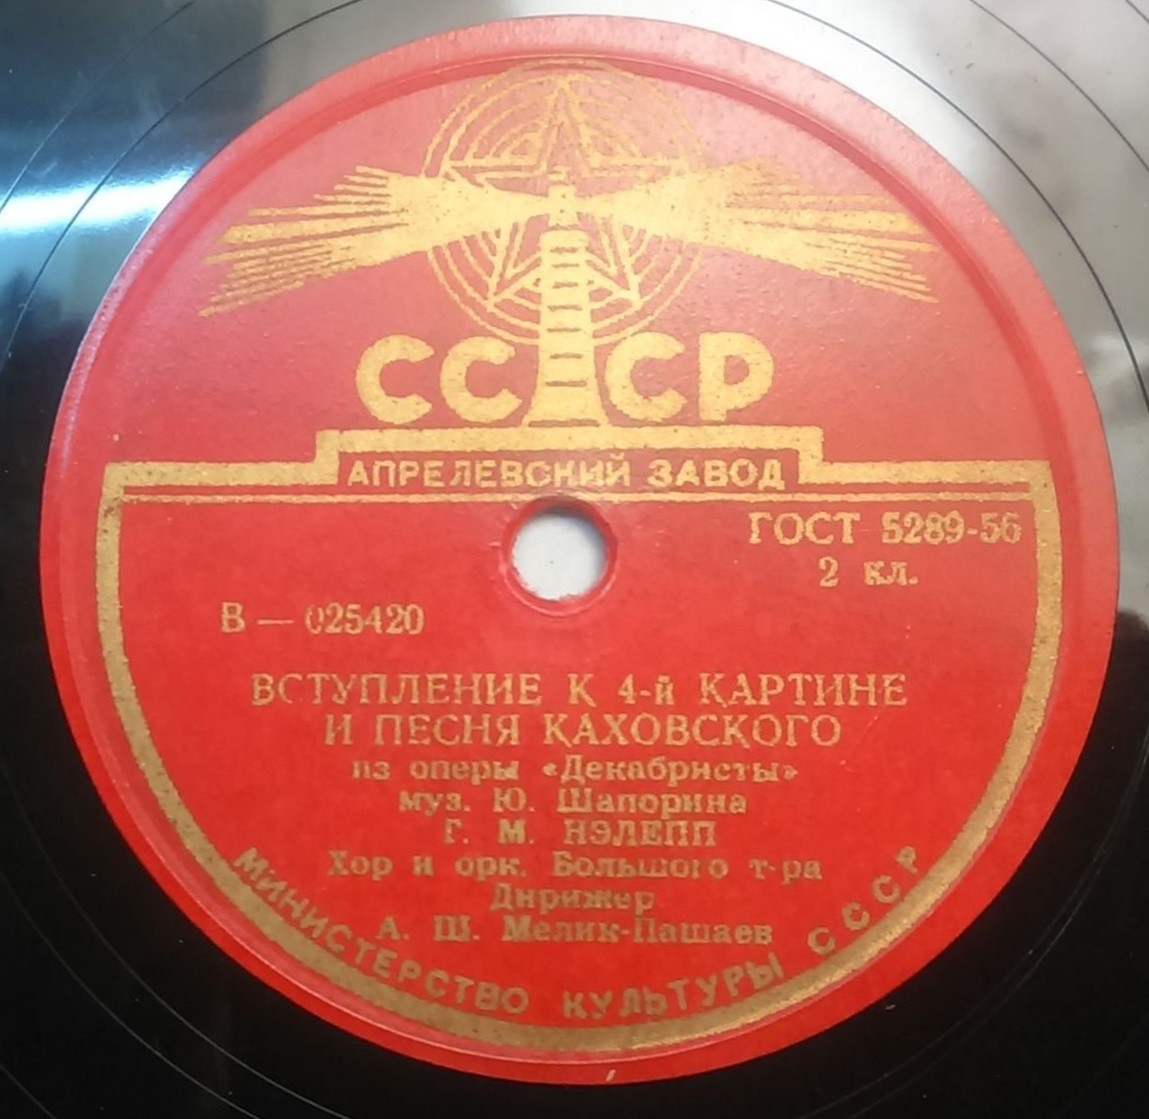 СССР
АПРЕЛЕВСКИЙ ЗАВОД
ГОСТ 5289-56
2 кл.
В — 025420
ВСТУПЛЕНИЕ К 4-й КАРТИНЕ
И ПЕСНЯ КАХОВСКОГО
из оперы «Декабристы»
муз. Ю. Шапорина
Г. М. НЭЛЕПП
Хор и орк. Большого т-ра
Дирижер
А. Ш. Мелик-Пашаев
МИНИСТЕРСТВО КУЛЬТУРЫ СССР